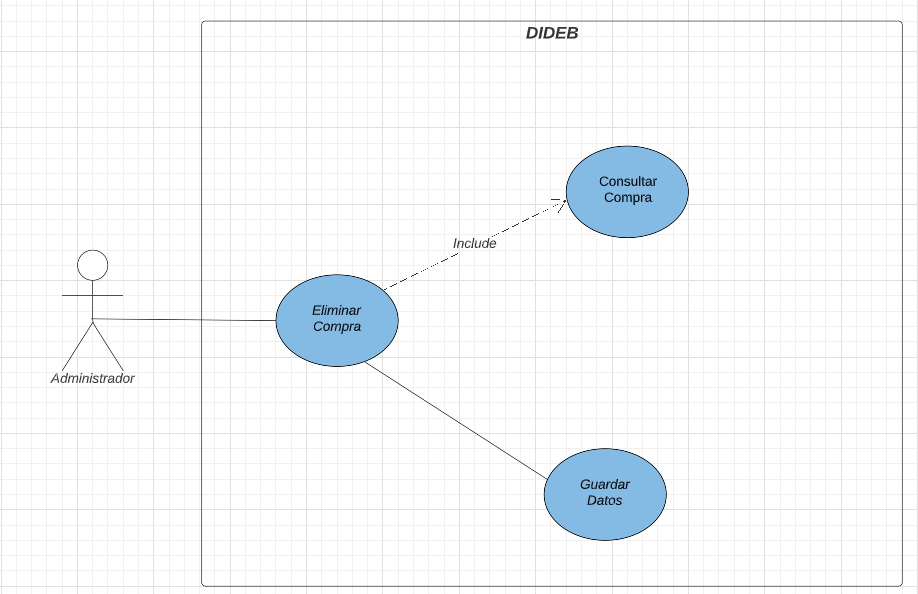 DIDEB
Consultar
Compra
Include
Eliminar
Compra
Administrador
Guardar
Datos